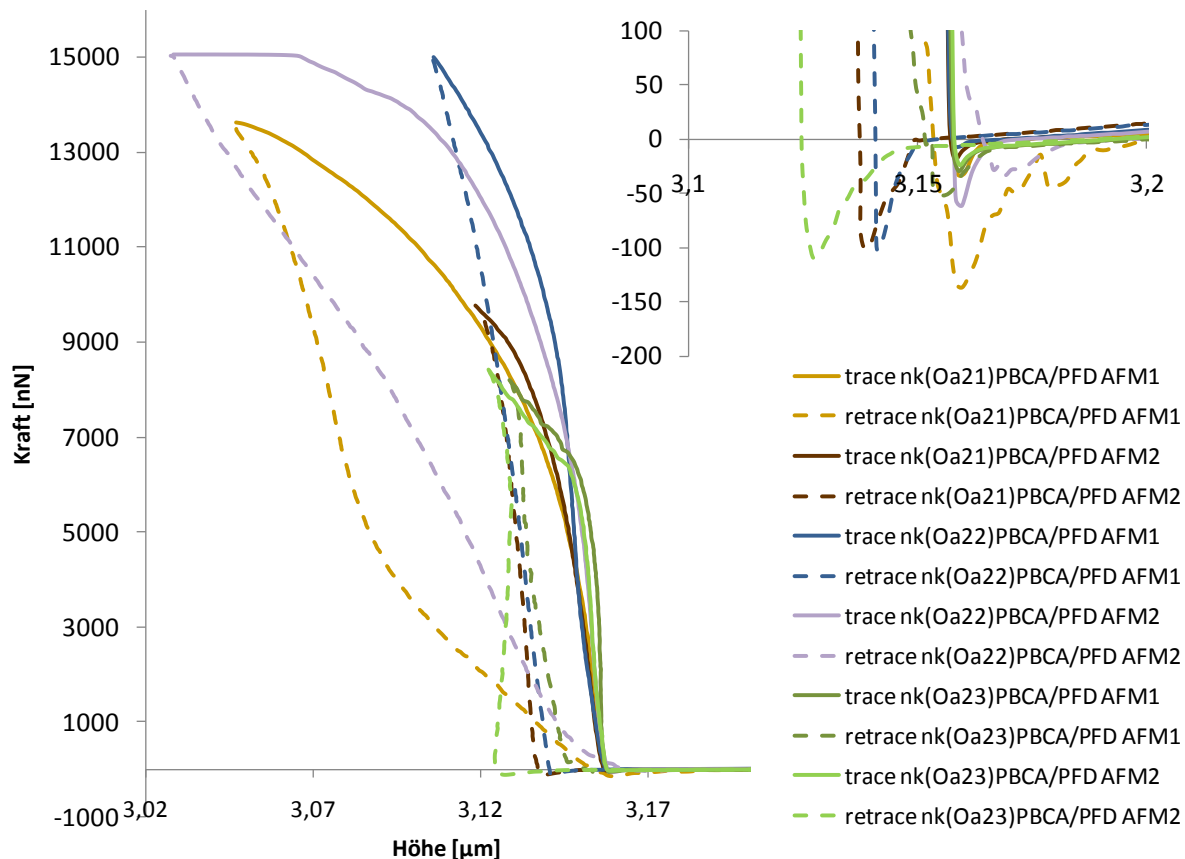 15000
13000
11000
9000
7000
5000
3000
1000
-1000
Kraft [nN]
3,02
3,07
3,12
3,17
Höhe [µm]
100
50
0
-50
-100
-150
-200
3,1
3,15
3,2
trace nk(Oa21)PBCA/PFD AFM1
retrace nk(Oa21)PBCA/PFD AFM1
trace nk(Oa21)PBCA/PFD AFM2
retrace nk(Oa21)PBCA/PFD AFM2
trace nk(Oa22)PBCA/PFD AFM1
retrace nk(Oa22)PBCA/PFD AFM1
trace nk(Oa22)PBCA/PFD AFM2
retrace nk(Oa22)PBCA/PFD AFM2
trace nk(Oa23)PBCA/PFD AFM1
retrace nk(Oa23)PBCA/PFD AFM1
trace nk(Oa23)PBCA/PFD AFM2
retrace nk(Oa23)PBCA/PFD AFM2